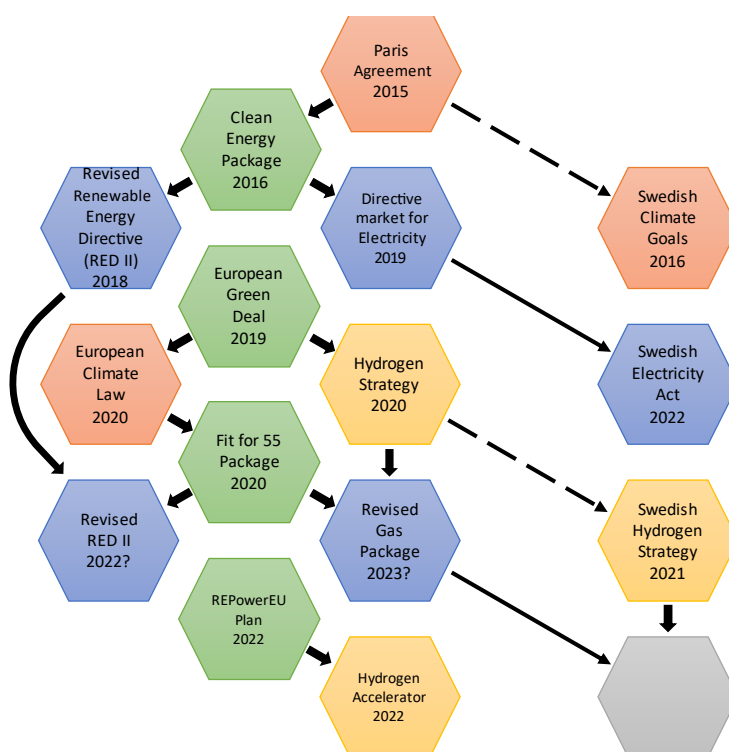 Paris
Agreement
2015
Clean
Energy
Package
2016
Revised
Renewable
Energy
Directive
(RED II)
2018
Directive
market for
Electricity
2019
Swedish
Climate
Goals
2016
European
Green
Deal
2019
European
Climate
Law
2020
Hydrogen
Strategy
2020
Swedish
Electricity
Act
2022
Fit for 55
Package
2020
Revised
RED II
2022?
Revised
Gas
Package
2023?
Swedish
Hydrogen
Strategy
2021
REPowerEU
Plan
2022
Hydrogen
Accelerator
2022